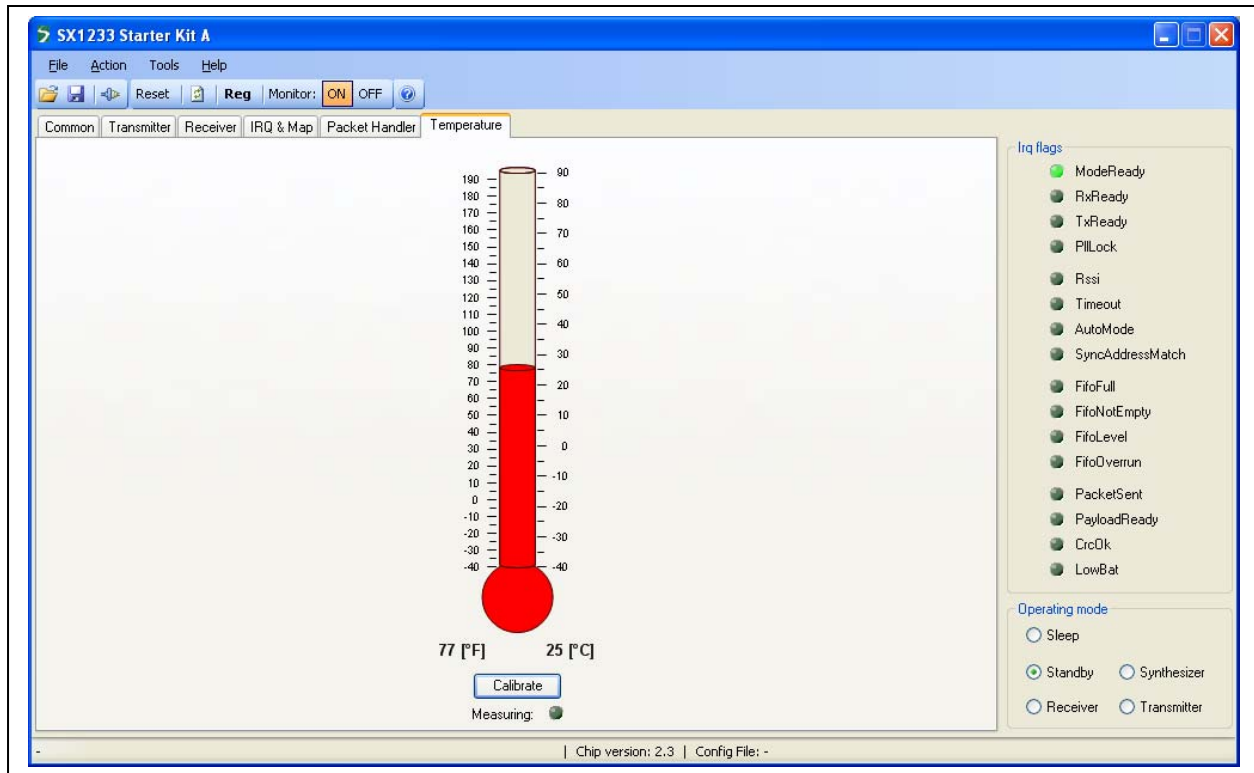 SX1233 Starter Kit A
File Action Tools Help
Reset Reg Monitor: ON OFF
Common Transmitter Receiver IRQ & Map Packet Handler Temperature
190
180
170
160
150
140
130
120
110
100
90
80
70
60
50
40
30
20
10
0
-10
-20
-30
-40
90
80
70
60
50
40
30
20
10
0
-10
-20
-30
-40
77 [°F] 25 [°C]
Calibrate
Measuring:
Irq flags
ModeReady
RxReady
TxReady
PllLock
Rssi
Timeout
AutoMode
SyncAddressMatch
FifoFull
FifoNotEmpty
FifoLevel
FifoOverrun
PacketSent
PayloadReady
CrcOk
LowBat
Operating mode
Sleep
Standby Synthesizer
Receiver Transmitter
- | Chip version: 2.3 | Config File: -